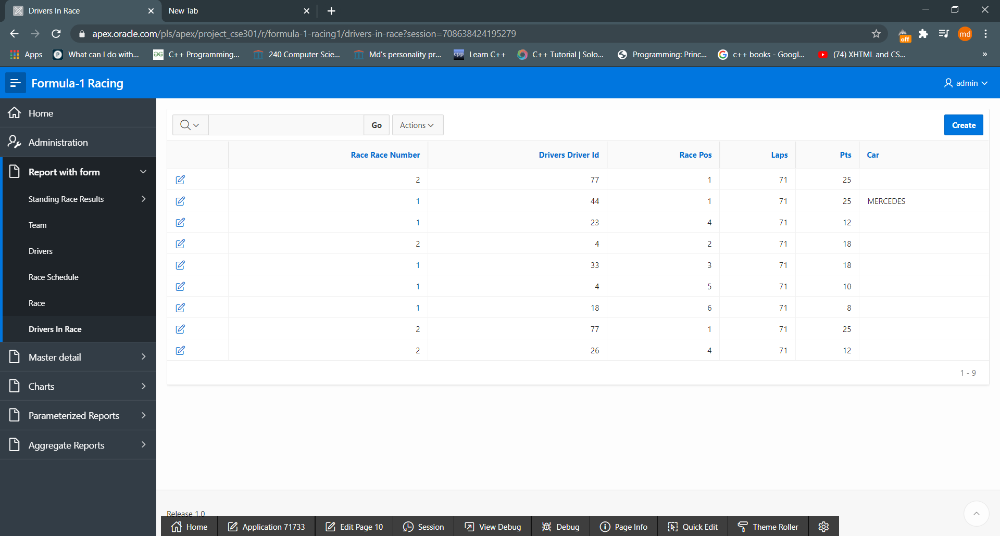 Drivers In Race
New Tab
apex.oracle.com/pls/apex/project_cse301/r/formula-1-racing1/drivers-in-race?session=708638424195279
off
md
Apps
P
What can I do with...
C++ Programming...
240 Computer Scie...
Md's personality pr...
cpp
Learn C++
C++ Tutorial | Solo...
Programming: Princ...
c++ books - Googl...
(74) XHTML and CS...
»
Formula-1 Racing
admin
Home
Administration
Report with form
Standing Race Results
Team
Drivers
Race Schedule
Race
Drivers In Race
Master detail
Charts
Parameterized Reports
Aggregate Reports
Go
Actions
Create
Race Race Number Drivers Driver Id Race Pos Laps Pts Car
2 77 1 71 25
1 44 1 71 25 MERCEDES
1 23 4 71 12
2 4 2 71 18
1 33 3 71 18
1 4 5 71 10
1 18 6 71 8
2 77 1 71 25
2 26 4 71 12
1 - 9
Release 1.0
Home
Application 71733
Edit Page 10
Session
View Debug
Debug
Page Info
Quick Edit
Theme Roller